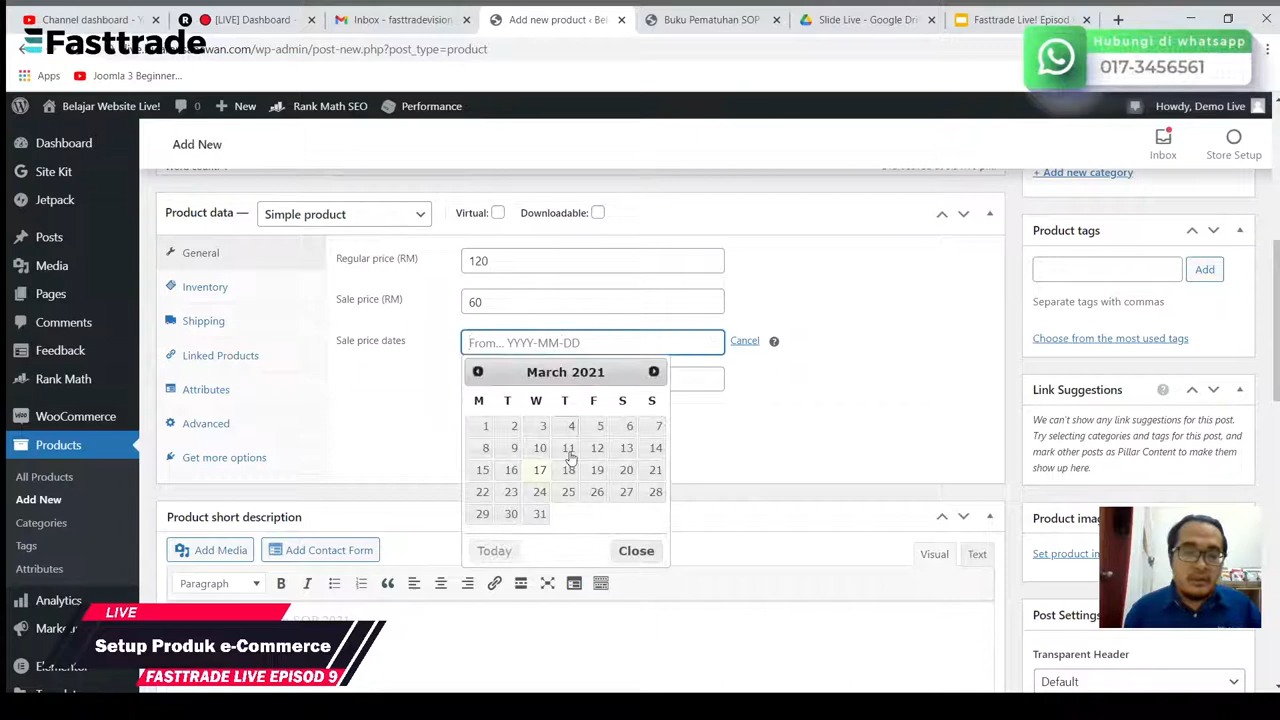 Channel dashboard - You
[LIVE] Dashboard -
Inbox - fasttradevision
Add new product ‹ Bel
Buku Pematuhan SOP
Slide Live - Google Driv
Fasttrade Live! Episod
Fasttrade
wan.com/wp-admin/post-new.php?post_type=product
Hubungi di whatsapp
017-3456561
Apps
Joomla 3 Beginner...
Belajar Website Live!
0
New
Rank Math SEO
Performance
Howdy, Demo Live
Dashboard
Site Kit
Jetpack
Posts
Media
Pages
Comments
Feedback
Rank Math
WooCommerce
Products
All Products
Add New
Categories
Tags
Attributes
Analytics
Mark
Add New
Inbox
Store Setup
Product data —
Simple product
Virtual:
Downloadable:
General
Inventory
Shipping
Linked Products
Attributes
Advanced
Get more options
Regular price (RM)
120
Sale price (RM)
60
Sale price dates
From... YYYY-MM-DD
Cancel
March 2021
M T W T F S S
1 2 3 4 5 6 7
8 9 10 11 12 13 14
15 16 17 18 19 20 21
22 23 24 25 26 27 28
29 30 31
Today
Close
Product short description
Add Media
Add Contact Form
Visual
Text
Paragraph
+ Add new category
Product tags
Add
Separate tags with commas
Choose from the most used tags
Link Suggestions
We can't show any link suggestions for this post.
Try selecting categories and tags for this post, and
mark other posts as Pillar Content to make them
show up here.
Product ima
Set product i
Post Settings
Transparent Header
Default
LIVE
Setup Produk e-Commerce
FASTTRADE LIVE EPISOD 9